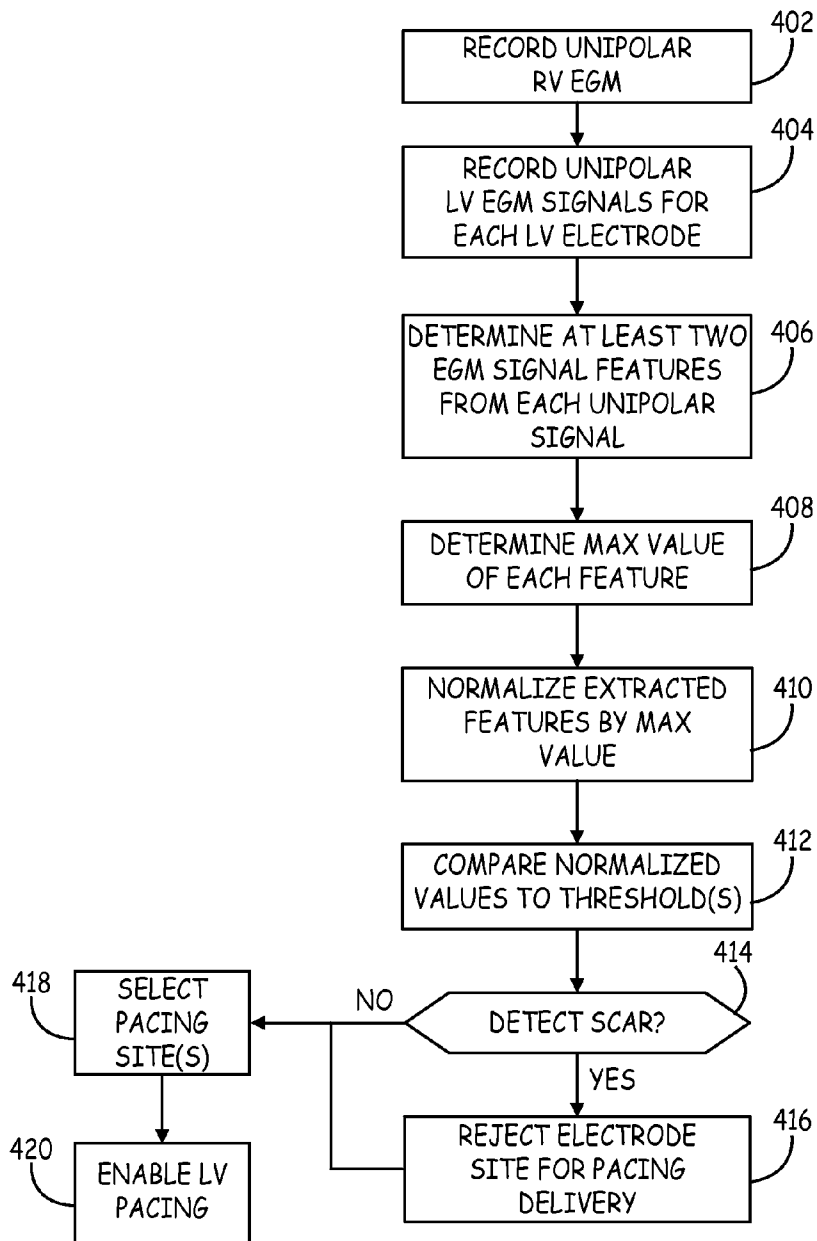 402
RECORD UNIPOLAR
RV EGM
404
RECORD UNIPOLAR
LV EGM SIGNALS FOR
EACH LV ELECTRODE
406
DETERMINE AT LEAST TWO
EGM SIGNAL FEATURES
FROM EACH UNIPOLAR
SIGNAL
408
DETERMINE MAX VALUE
OF EACH FEATURE
410
NORMALIZE EXTRACTED
FEATURES BY MAX
VALUE
412
COMPARE NORMALIZED
VALUES TO THRESHOLD(S)
414
DETECT SCAR?
NO
YES
418
SELECT
PACING
SITE(S)
416
REJECT ELECTRODE
SITE FOR PACING
DELIVERY
420
ENABLE LV
PACING